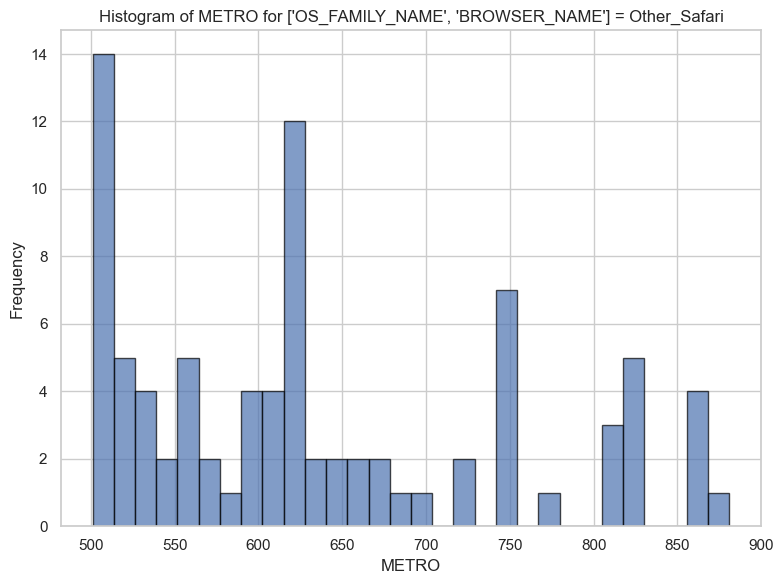 Histogram of METRO for ['OS_FAMILY_NAME', 'BROWSER_NAME'] = Other_Safari
14
12
10
8
6
4
2
0
Frequency
500 550 600 650 700 750 800 850 900
METRO